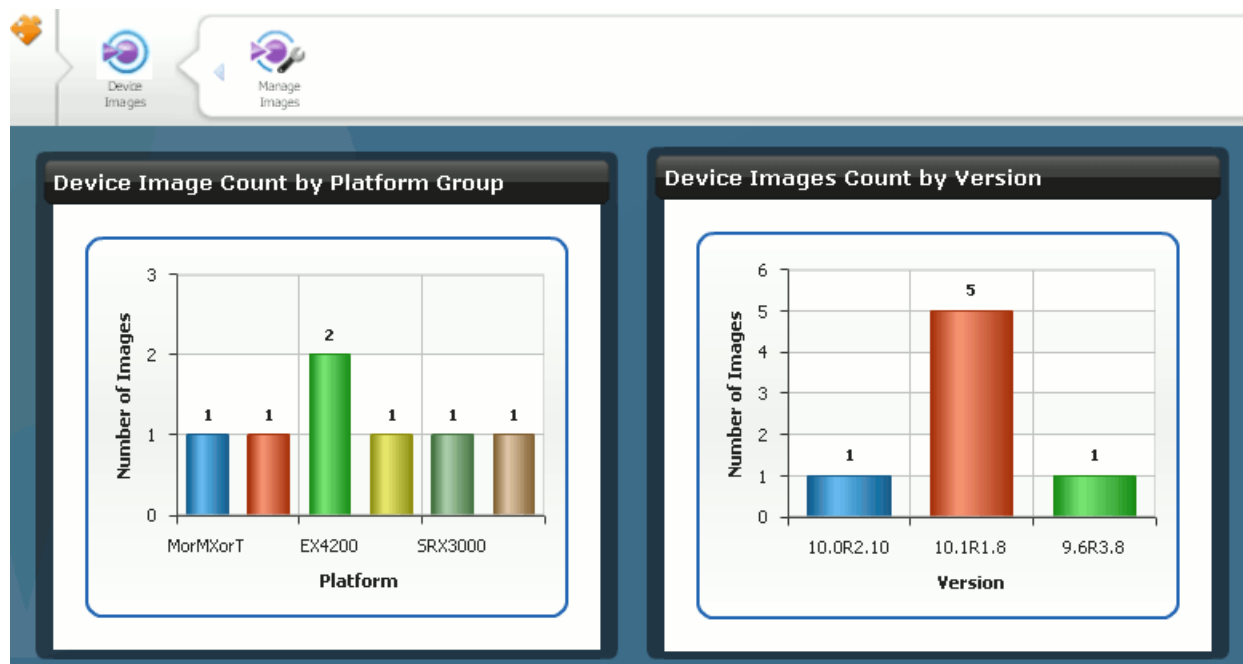 Device
Images
Manage
Images
Device Image Count by Platform Group
3
2
1
0
Number of Images
1
1
2
1
1
1
MorMXorT
EX4200
SRX3000
Platform
Device Images Count by Version
6
5
4
3
2
1
0
Number of Images
1
5
1
10.0R2.10
10.1R1.8
9.6R3.8
Version